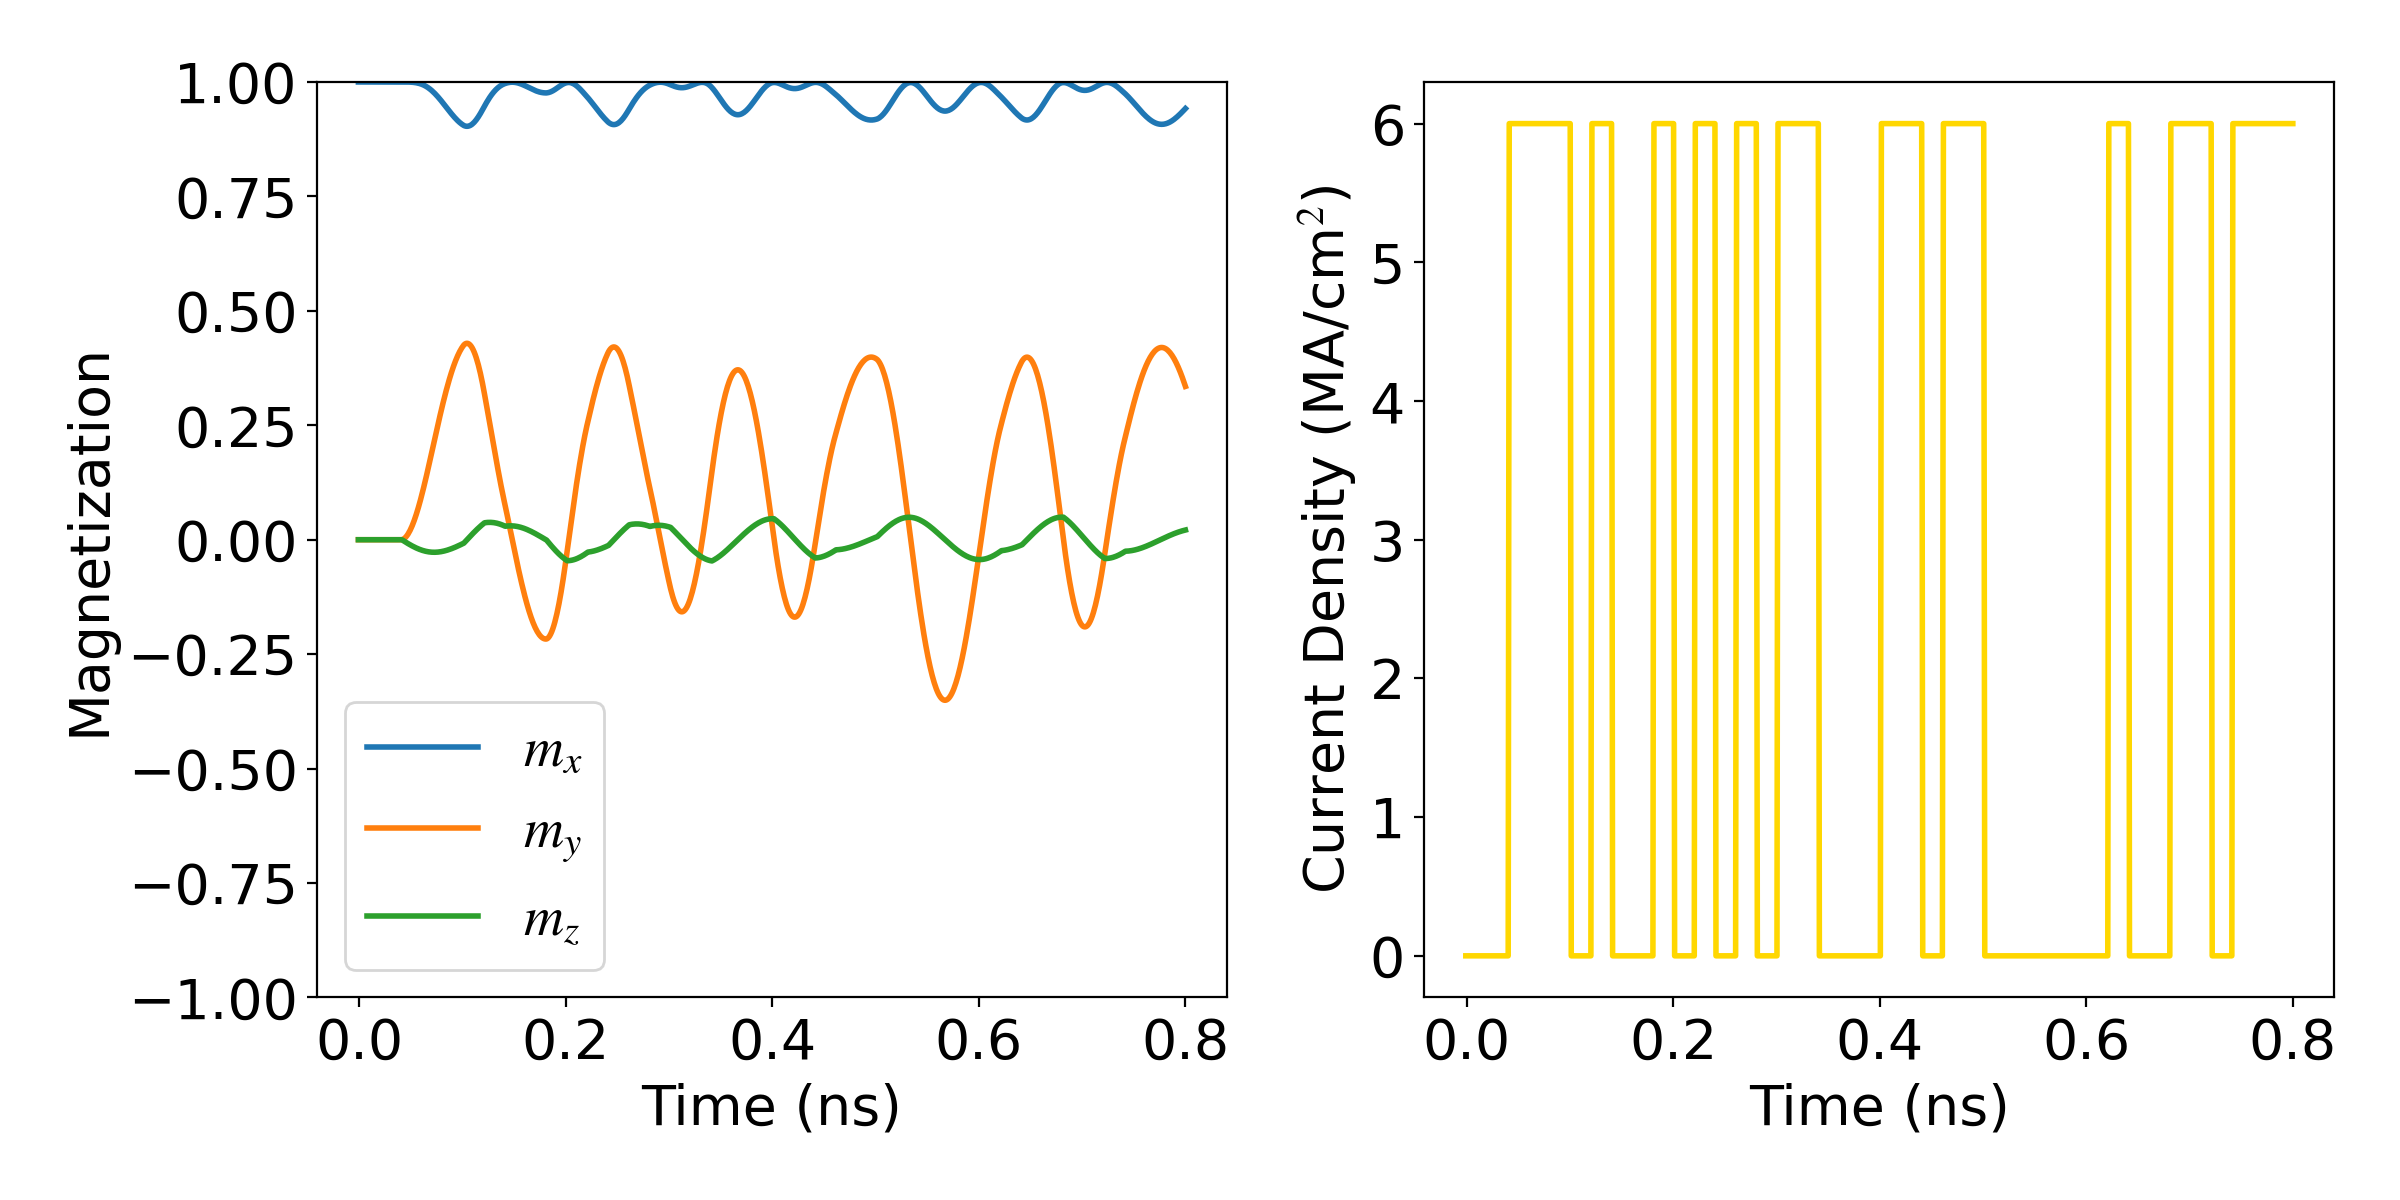 1.00
0.75
0.50
0.25
0.00
−0.25
−0.50
−0.75
−1.00
Magnetization
m_x
m_y
m_z
0.0 0.2 0.4 0.6 0.8
Time (ns)
6
5
4
3
2
1
0
Current Density (MA/cm²)
0.0 0.2 0.4 0.6 0.8
Time (ns)